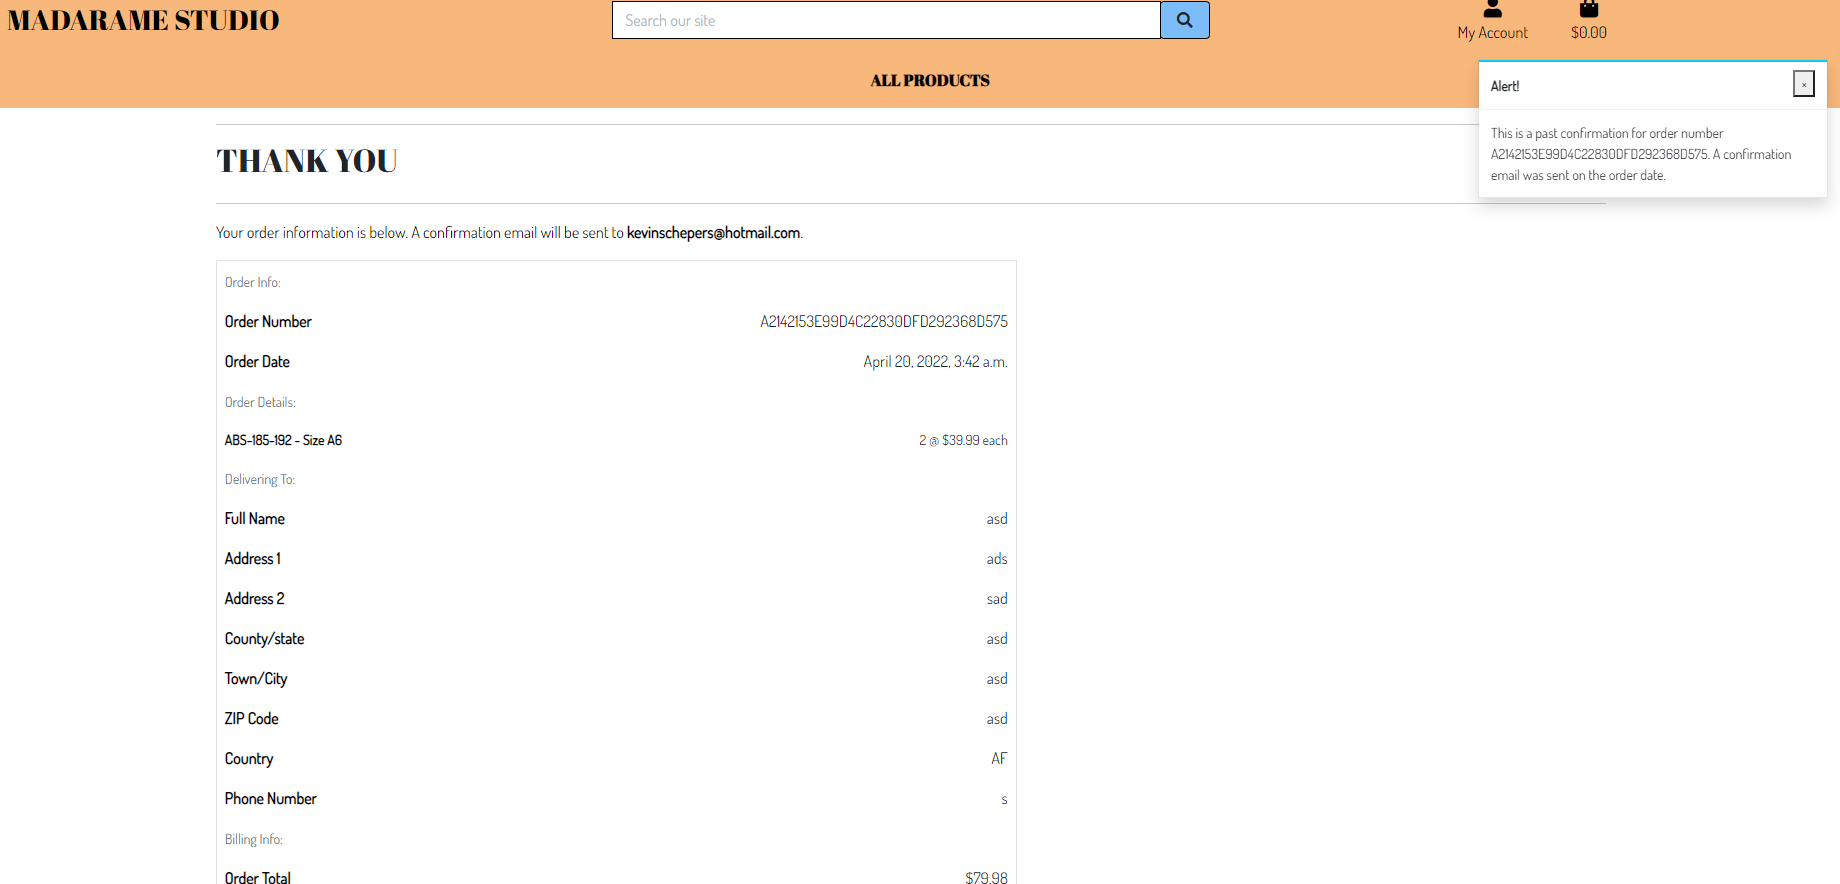 MADARAME STUDIO
Search our site
My Account
$0.00
ALL PRODUCTS
Alert!
×
This is a past confirmation for order number
A2142153E99D4C22830DFD292368D575. A confirmation
email was sent on the order date.
THANK YOU
Your order information is below. A confirmation email will be sent to kevinschepers@hotmail.com.
Order Info:
Order Number A2142153E99D4C22830DFD292368D575
Order Date April 20, 2022, 3:42 a.m.
Order Details:
ABS-185-192 - Size A6 2 @ $39.99 each
Delivering To:
Full Name asd
Address 1 ads
Address 2 sad
County/state asd
Town/City asd
ZIP Code asd
Country AF
Phone Number s
Billing Info:
Order Total $79.98